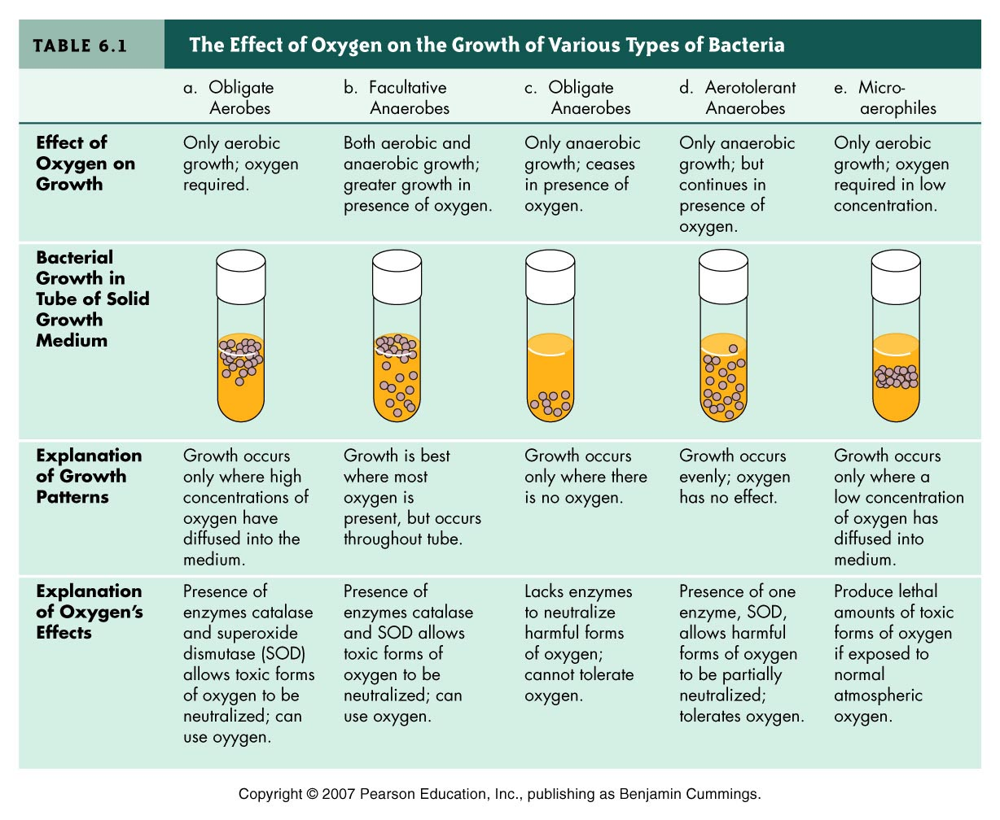 TABLE 6.1
The Effect of Oxygen on the Growth of Various Types of Bacteria
a. Obligate
Aerobes
b. Facultative
Anaerobes
c. Obligate
Anaerobes
d. Aerotolerant
Anaerobes
e. Micro-
aerophiles
Effect of
Oxygen on
Growth
Only aerobic
growth; oxygen
required.
Both aerobic and
anaerobic growth;
greater growth in
presence of oxygen.
Only anaerobic
growth; ceases
in presence of
oxygen.
Only anaerobic
growth; but
continues in
presence of
oxygen.
Only aerobic
growth; oxygen
required in low
concentration.
Bacterial
Growth in
Tube of Solid
Growth
Medium
Explanation
of Growth
Patterns
Growth occurs
only where high
concentrations of
oxygen have
diffused into the
medium.
Growth is best
where most
oxygen is
present, but occurs
throughout tube.
Growth occurs
only where there
is no oxygen.
Growth occurs
evenly; oxygen
has no effect.
Growth occurs
only where a
low concentration
of oxygen has
diffused into
medium.
Explanation
of Oxygen's
Effects
Presence of
enzymes catalase
and superoxide
dismutase (SOD)
allows toxic forms
of oxygen to be
neutralized; can
use oyygen.
Presence of
enzymes catalase
and SOD allows
toxic forms of
oxygen to be
neutralized; can
use oxygen.
Lacks enzymes
to neutralize
harmful forms
of oxygen;
cannot tolerate
oxygen.
Presence of one
enzyme, SOD,
allows harmful
forms of oxygen
to be partially
neutralized;
tolerates oxygen.
Produce lethal
amounts of toxic
forms of oxygen
if exposed to
normal
atmospheric
oxygen.
Copyright © 2007 Pearson Education, Inc., publishing as Benjamin Cummings.